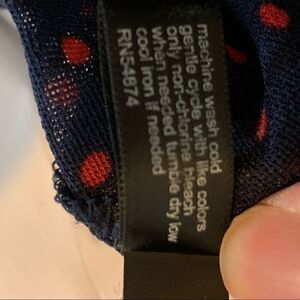 machine wash cold
gentle cycle with like colors
only non-chlorine bleach
when needed tumble dry low
cool iron if needed
RN54874